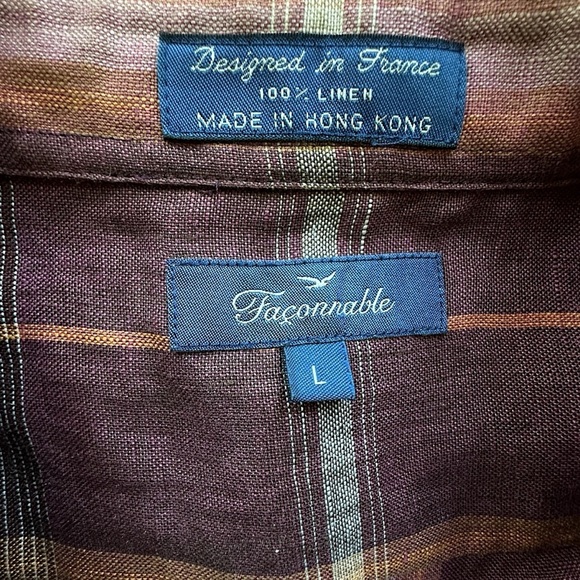 Designed in France
100% LINEN
MADE IN HONG KONG
Façonnable
L